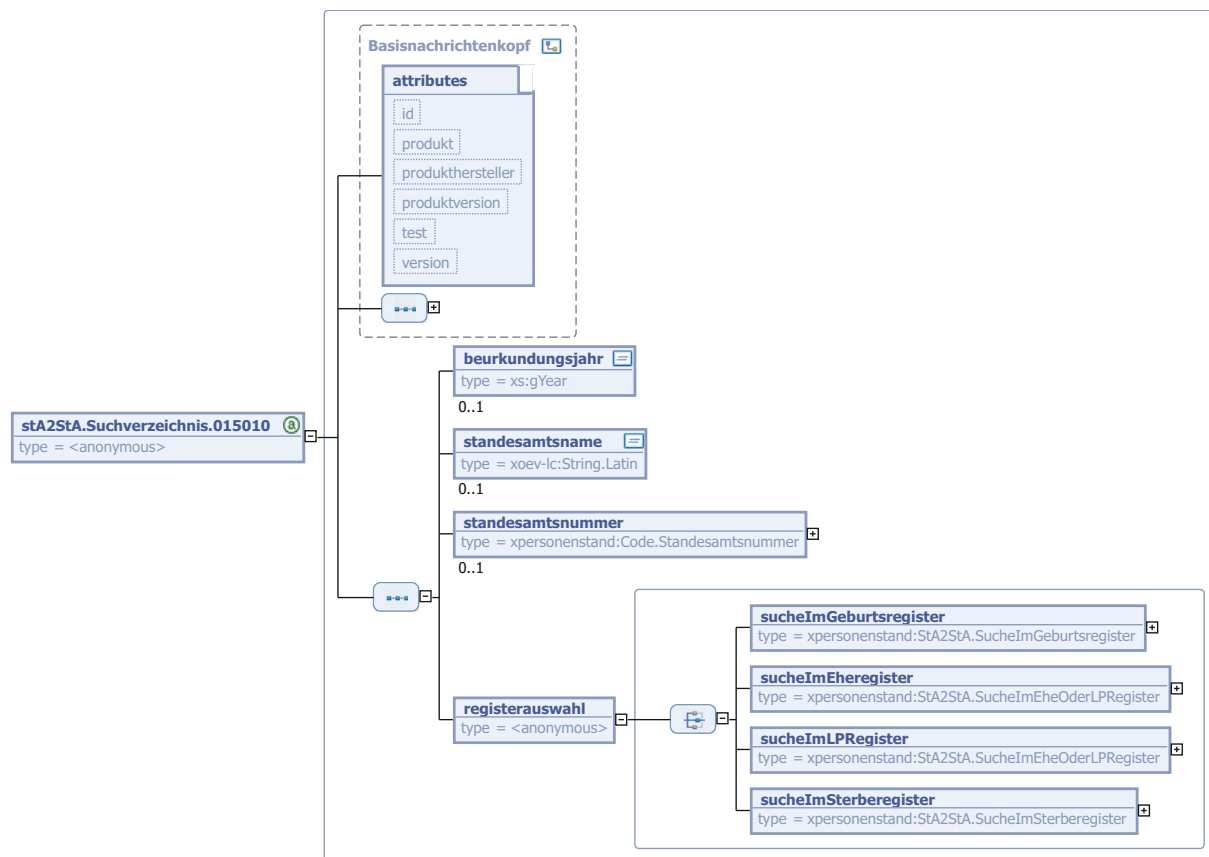 Basisnachrichtenkopf
attributes
id
produkt
produkthersteller
produktversion
test
version
beurkundungsjahr
type = xs:gYear
0..1
stA2StA.Suchverzeichnis.015010 a
type = <anonymous>
standesamtsname
type = xoev-lc:String.Latin
0..1
standesamtsnummer
type = xpersonenstand:Code.Standesamtsnummer
0..1
registerauswahl
type = <anonymous>
sucheImGeburtsregister
type = xpersonenstand:StA2StA.SucheImGeburtsregister
sucheImEheregister
type = xpersonenstand:StA2StA.SucheImEheOderLPRegister
sucheImLPRegister
type = xpersonenstand:StA2StA.SucheImEheOderLPRegister
sucheImSterberegister
type = xpersonenstand:StA2StA.SucheImSterberegister